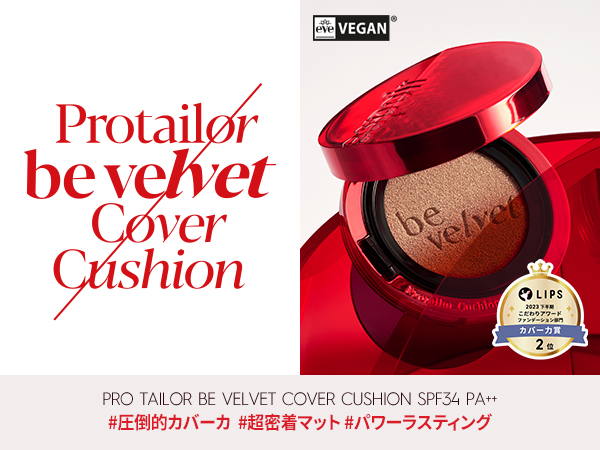 eve VEGAN®
Protailor
be velvet
Cover
Cushion
be
velvet
LIPS
2023 下半期
こだわりアワード
ファンデーション部門
カバー力賞
2位
PRO TAILOR BE VELVET COVER CUSHION SPF34 PA++
#圧倒的カバー力 #超密着マット #パワーラスティング